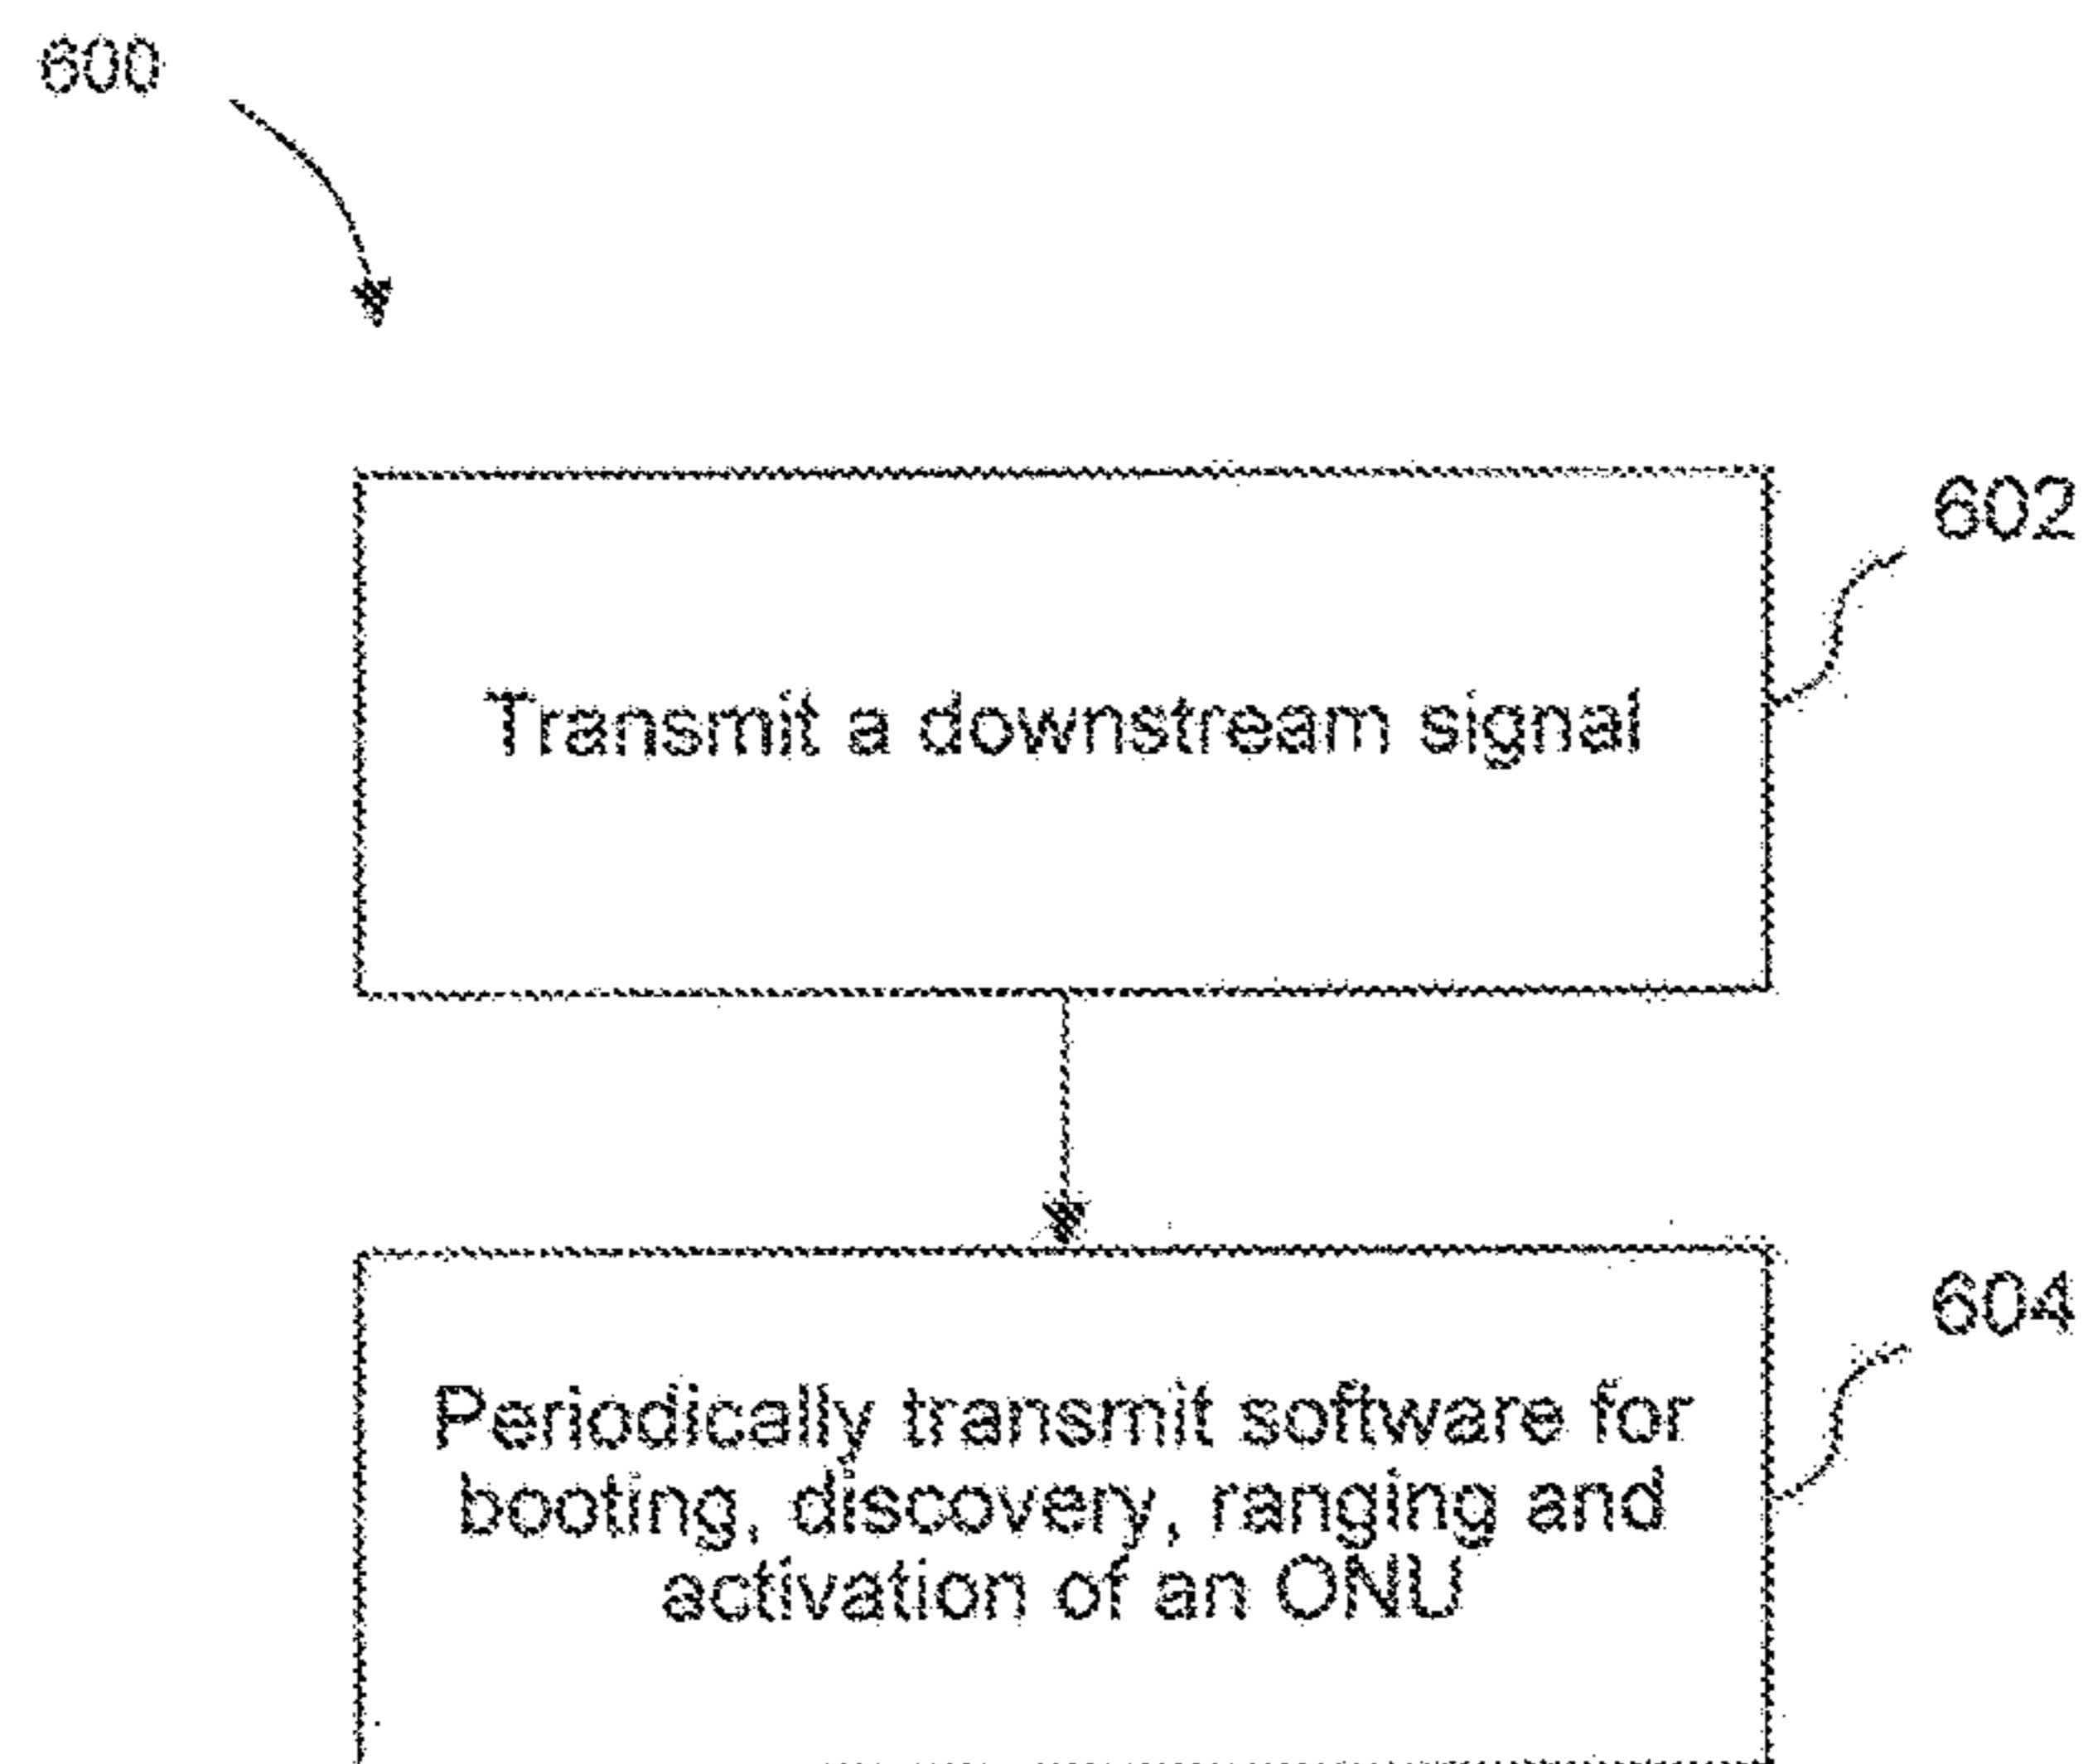 600
602
Transmit a downstream signal
604
Periodically transmit software for
booting, discovery, ranging and
activation of an ONU